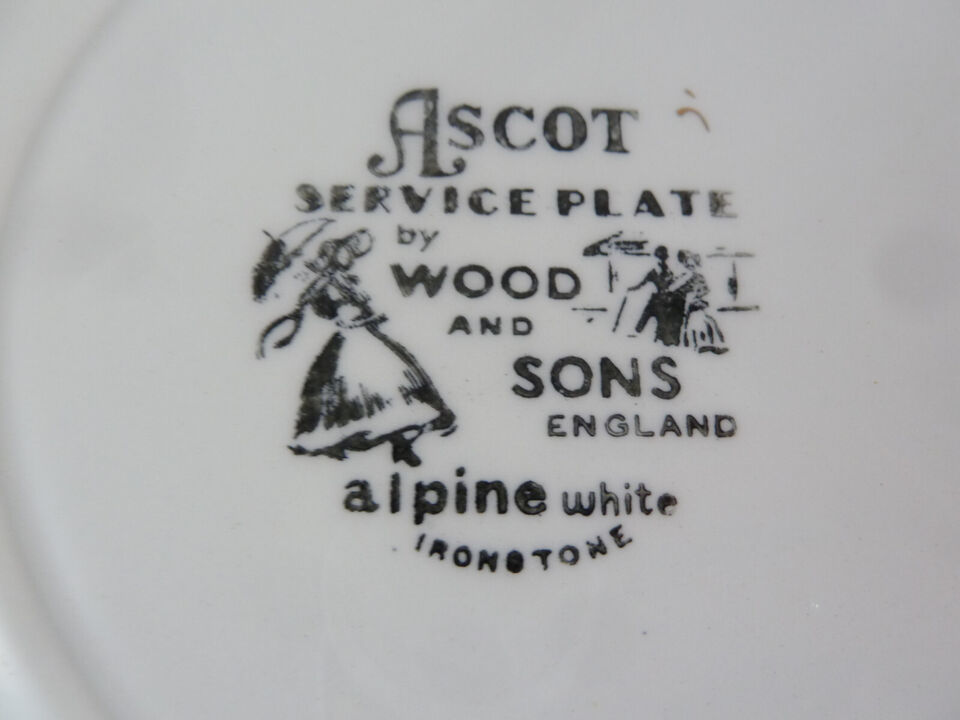 ASCOT
SERVICE PLATE
by
WOOD
AND
SONS
ENGLAND
alpine white
IRONSTONE